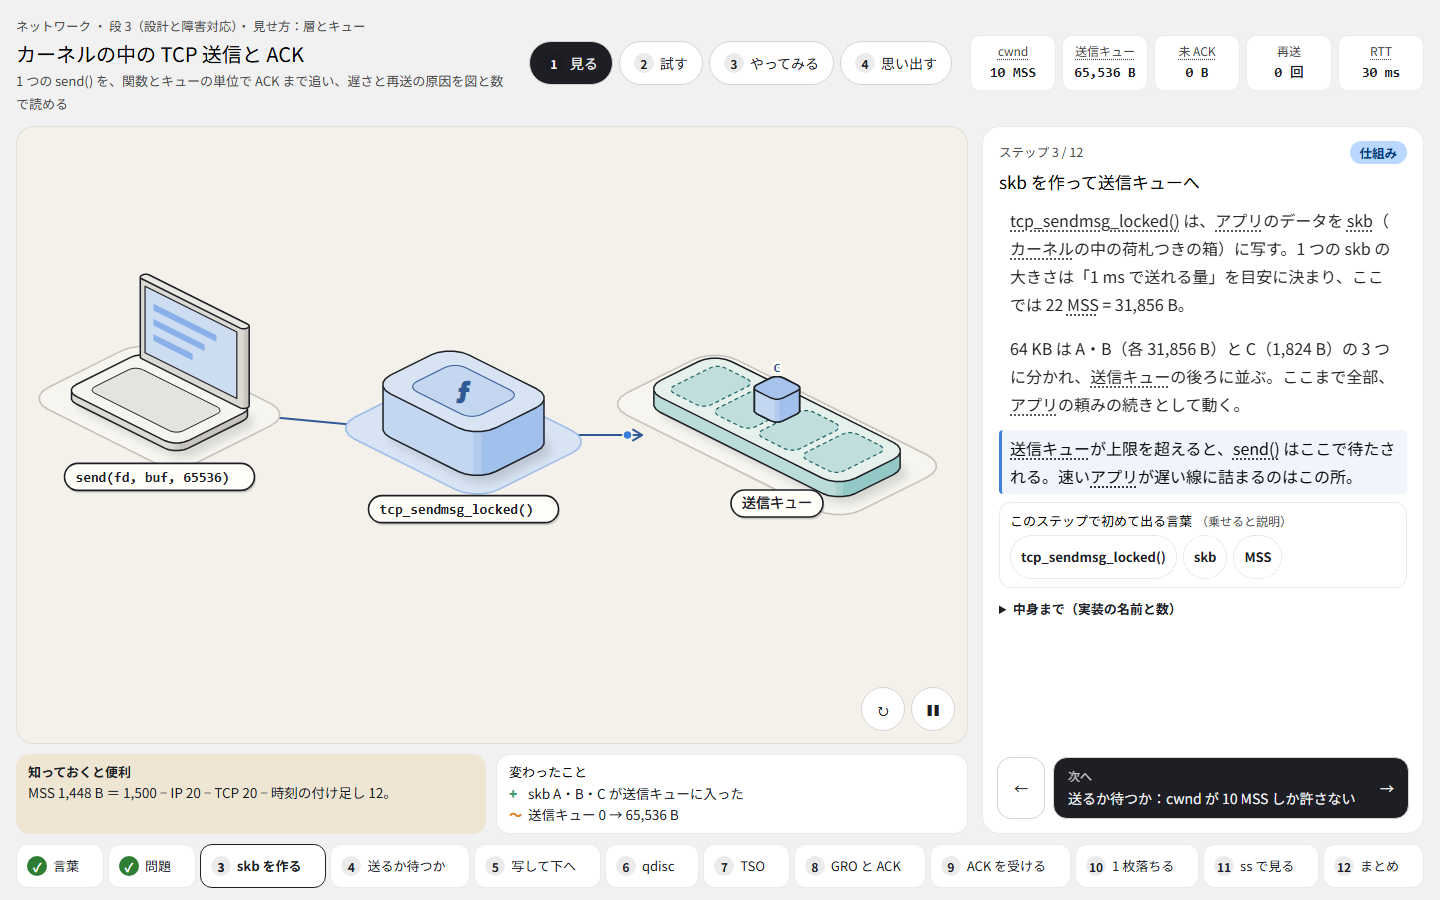 ネットワーク ・ 段 3（設計と障害対応）・ 見せ方：層とキュー
カーネルの中の TCP 送信と ACK
1 つの send() を、関数とキューの単位で ACK まで追い、遅さと再送の原因を図と数
で読める
1 見る
2 試す
3 やってみる
4 思い出す
cwnd
10 MSS
送信キュー
65,536 B
未 ACK
0 B
再送
0 回
RTT
30 ms
send(fd, buf, 65536)
ƒ
tcp_sendmsg_locked()
C
送信キュー
↻
ステップ 3 / 12
仕組み
skb を作って送信キューへ
tcp_sendmsg_locked() は、アプリのデータを skb（
カーネルの中の荷札つきの箱）に写す。1 つの skb の
大きさは「1 ms で送れる量」を目安に決まり、ここ
では 22 MSS = 31,856 B。
64 KB は A・B（各 31,856 B）と C（1,824 B）の 3 つ
に分かれ、送信キューの後ろに並ぶ。ここまで全部、
アプリの頼みの続きとして動く。
送信キューが上限を超えると、send() はここで待たさ
れる。速いアプリが遅い線に詰まるのはこの所。
このステップで初めて出る言葉 （乗せると説明）
tcp_sendmsg_locked()
skb
MSS
▶ 中身まで（実装の名前と数）
←
次へ
送るか待つか：cwnd が 10 MSS しか許さない →
知っておくと便利
MSS 1,448 B ＝ 1,500 − IP 20 − TCP 20 − 時刻の付け足し 12。
変わったこと
+ skb A・B・C が送信キューに入った
〜 送信キュー 0 → 65,536 B
✓ 言葉
✓ 問題
3 skb を作る
4 送るか待つか
5 写して下へ
6 qdisc
7 TSO
8 GRO と ACK
9 ACK を受ける
10 1 枚落ちる
11 ss で見る
12 まとめ